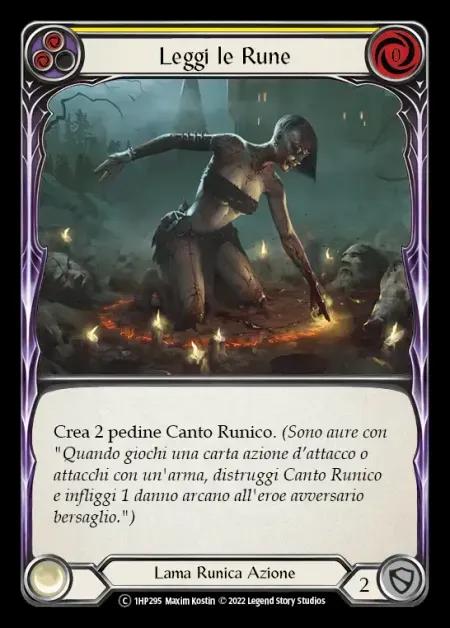 Leggi le Rune
0
Crea 2 pedine Canto Runico. (Sono aure con
"Quando giochi una carta azione d'attacco o
attacchi con un'arma, distruggi Canto Runico
e infliggi 1 danno arcano all'eroe avversario
bersaglio.")
Lama Runica Azione
2
C 1HP295 Maxim Kostin © 2022 Legend Story Studios